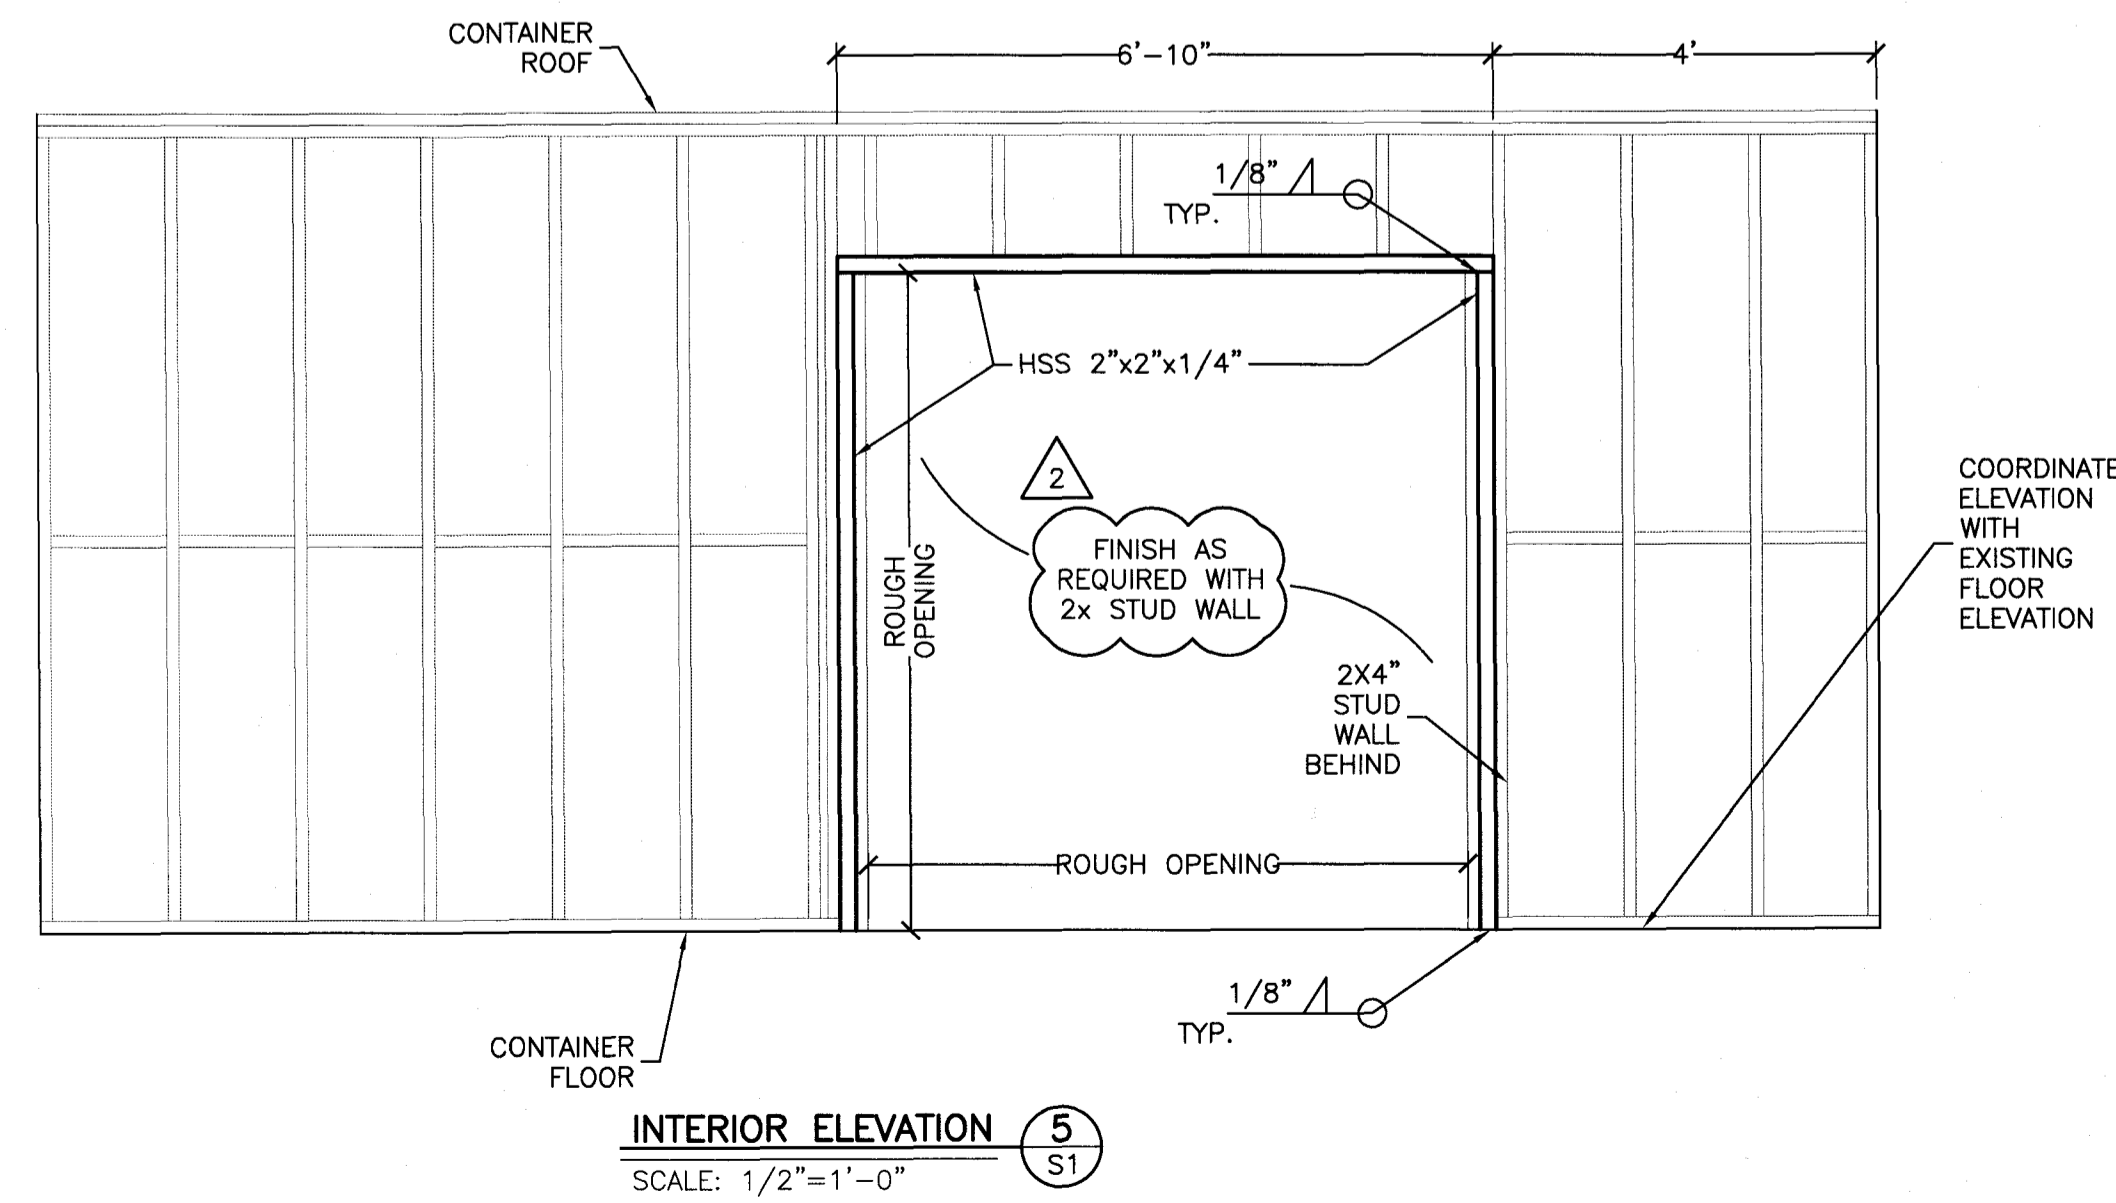 CONTAINER
ROOF
6'-10"
4'
1/8"
TYP.
HSS 2"x2"x1/4"
2
FINISH AS
REQUIRED WITH
2x STUD WALL
ROUGH
OPENING
COORDINATE
ELEVATION
WITH
EXISTING
FLOOR
ELEVATION
2X4"
STUD
WALL
BEHIND
ROUGH OPENING
1/8"
TYP.
CONTAINER
FLOOR
INTERIOR ELEVATION
5
S1
SCALE: 1/2"=1'-0"